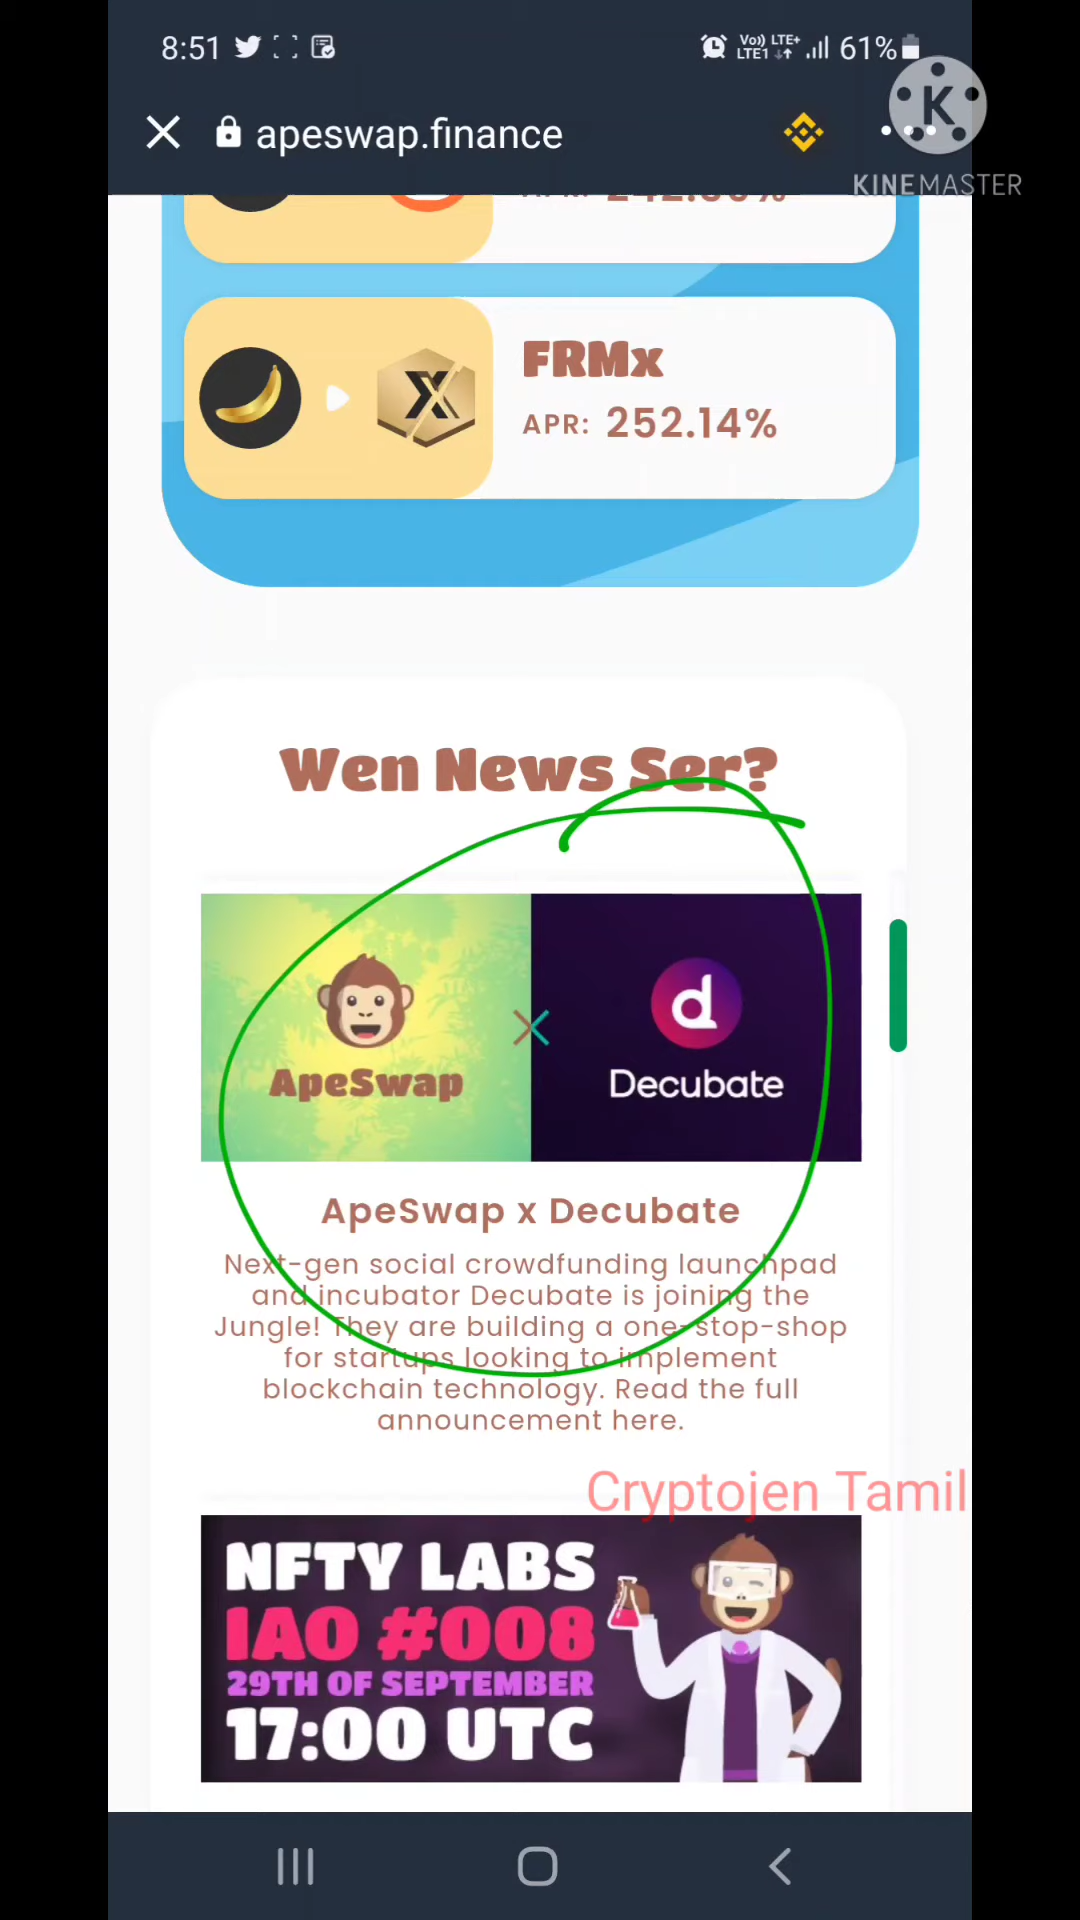 8:51
Vo)) LTE+
LTE1
61%
apeswap.finance
K
KINEMASTER
FRMx
APR: 252.14%
Wen News Ser?
ApeSwap
d
Decubate
ApeSwap x Decubate
Next-gen social crowdfunding launchpad
and incubator Decubate is joining the
Jungle! They are building a one-stop-shop
for startups looking to implement
blockchain technology. Read the full
announcement here.
Cryptojen Tamil
NFTY LABS
IAO #008
29TH OF SEPTEMBER
17:00 UTC